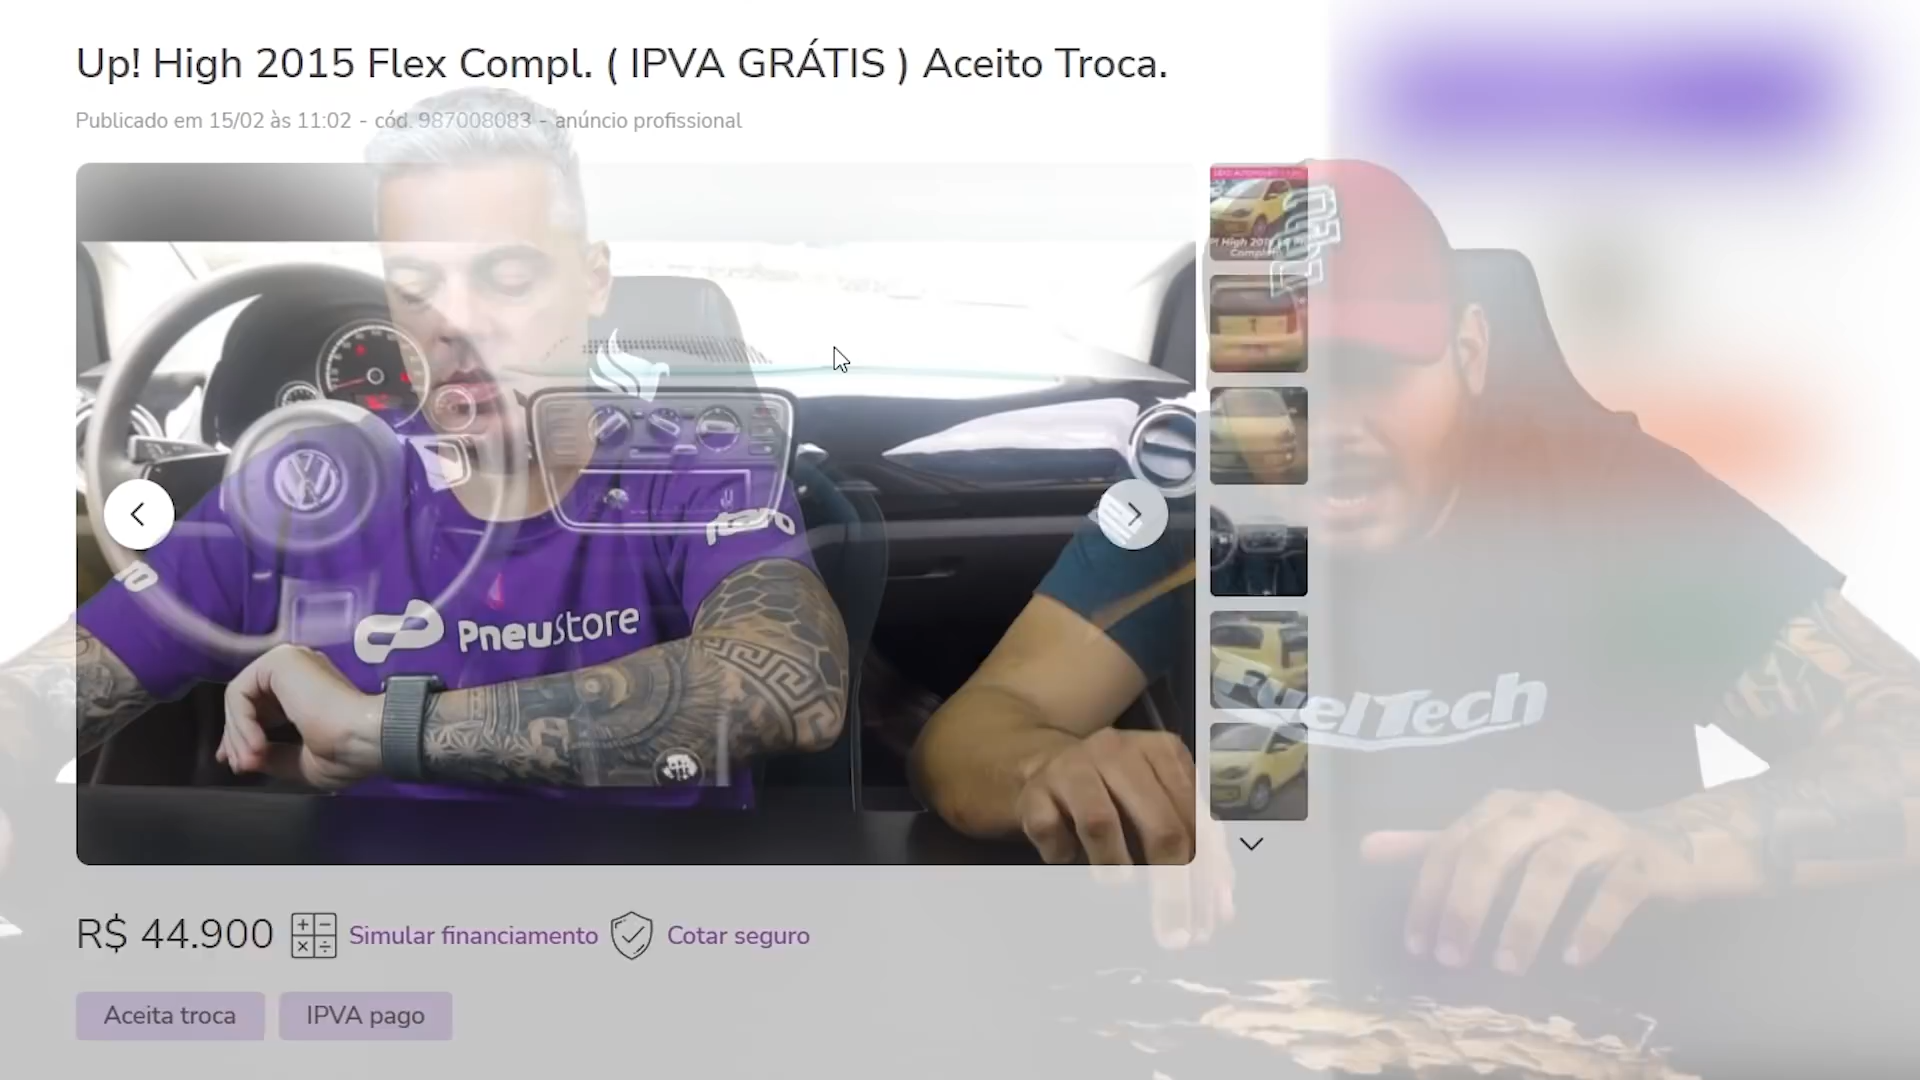 Up! High 2015 Flex Compl. ( IPVA GRÁTIS ) Aceito Troca.
Publicado em 15/02 às 11:02 - cód. 987008083 - anúncio profissional
PneuStore
FuelTech
R$ 44.900
Simular financiamento
Cotar seguro
Aceita troca
IPVA pago